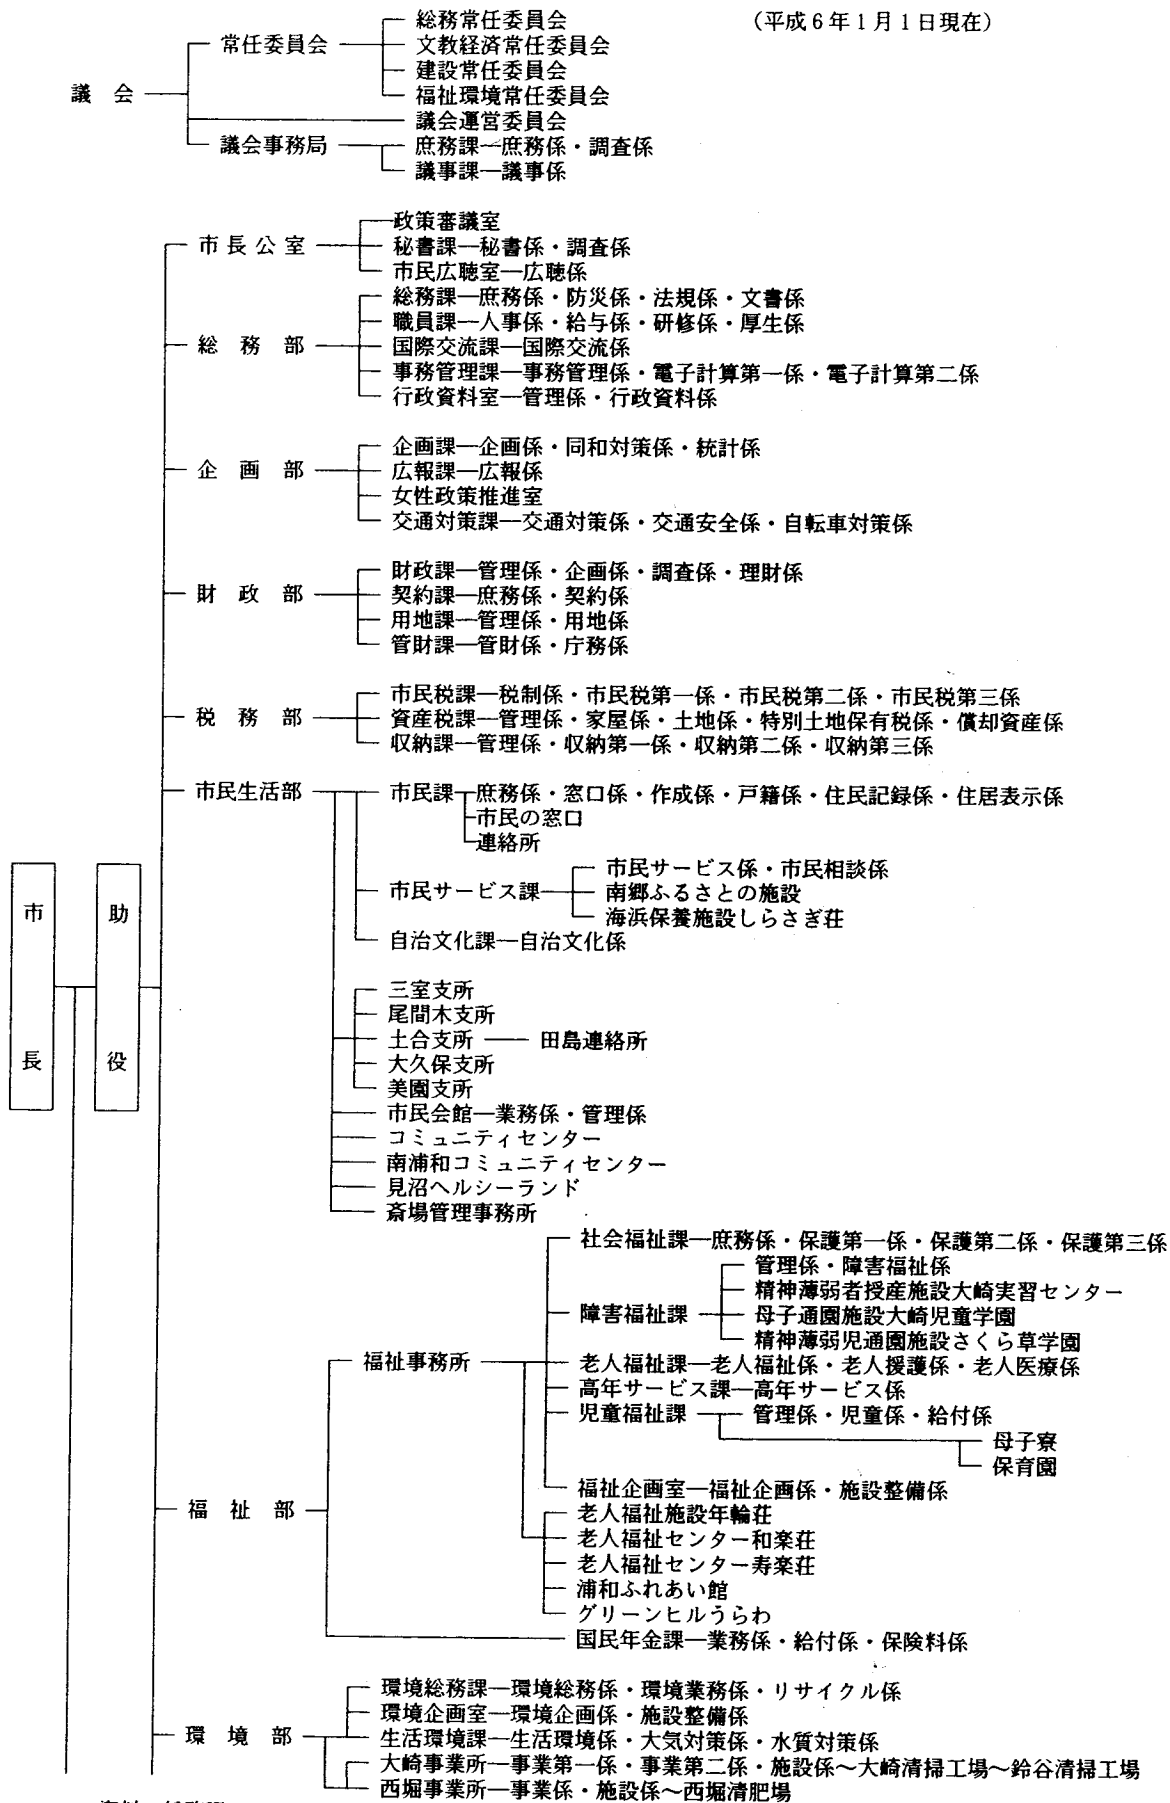 (平成6年1月1日現在)
総務常任委員会
常任委員会 文教経済常任委員会
建設常任委員会
議会 福祉環境常任委員会
議会運営委員会
議会事務局 庶務課―庶務係・調査係
議事課―議事係
政策審議室
市長公室 秘書課―秘書係・調査係
市民広聴室―広聴係
総務課―庶務係・防災係・法規係・文書係
職員課―人事係・給与係・研修係・厚生係
総務部 国際交流課―国際交流係
事務管理課―事務管理係・電子計算第一係・電子計算第二係
行政資料室―管理係・行政資料係
企画課―企画係・同和対策係・統計係
企画部 広報課―広報係
女性政策推進室
交通対策課―交通対策係・交通安全係・自転車対策係
財政課―管理係・企画係・調査係・理財係
財政部 契約課―庶務係・契約係
用地課―管理係・用地係
管財課―管財係・庁務係
市民税課―税制係・市民税第一係・市民税第二係・市民税第三係
税務部 資産税課―管理係・家屋係・土地係・特別土地保有税係・償却資産係
収納課―管理係・収納第一係・収納第二係・収納第三係
市民生活部 市民課 庶務係・窓口係・作成係・戸籍係・住民記録係・住居表示係
市民の窓口
連絡所
市民サービス係・市民相談係
市民サービス課 南郷ふるさとの施設
海浜保養施設しらさぎ荘
自治文化課―自治文化係
市長
助役
三室支所
尾間木支所
土合支所 ― 田島連絡所
大久保支所
美園支所
市民会館―業務係・管理係
コミュニティセンター
南浦和コミュニティセンター
見沼ヘルシーランド
斎場管理事務所
社会福祉課―庶務係・保護第一係・保護第二係・保護第三係
管理係・障害福祉係
精神薄弱者授産施設大崎実習センター
障害福祉課 母子通園施設大崎児童学園
精神薄弱児通園施設さくら草学園
福祉事務所 老人福祉課―老人福祉係・老人援護係・老人医療係
高年サービス課―高年サービス係
児童福祉課 管理係・児童係・給付係
母子寮
保育園
福祉企画室―福祉企画係・施設整備係
福祉部 老人福祉施設年輪荘
老人福祉センター和楽荘
老人福祉センター寿楽荘
浦和ふれあい館
グリーンヒルうらわ
国民年金課―業務係・給付係・保険料係
環境総務課―環境総務係・環境業務係・リサイクル係
環境企画室―環境企画係・施設整備係
環境部 生活環境課―生活環境係・大気対策係・水質対策係
大崎事業所―事業第一係・事業第二係・施設係~大崎清掃工場~鈴谷清掃工場
西堀事業所―事業係・施設係~西堀清肥場